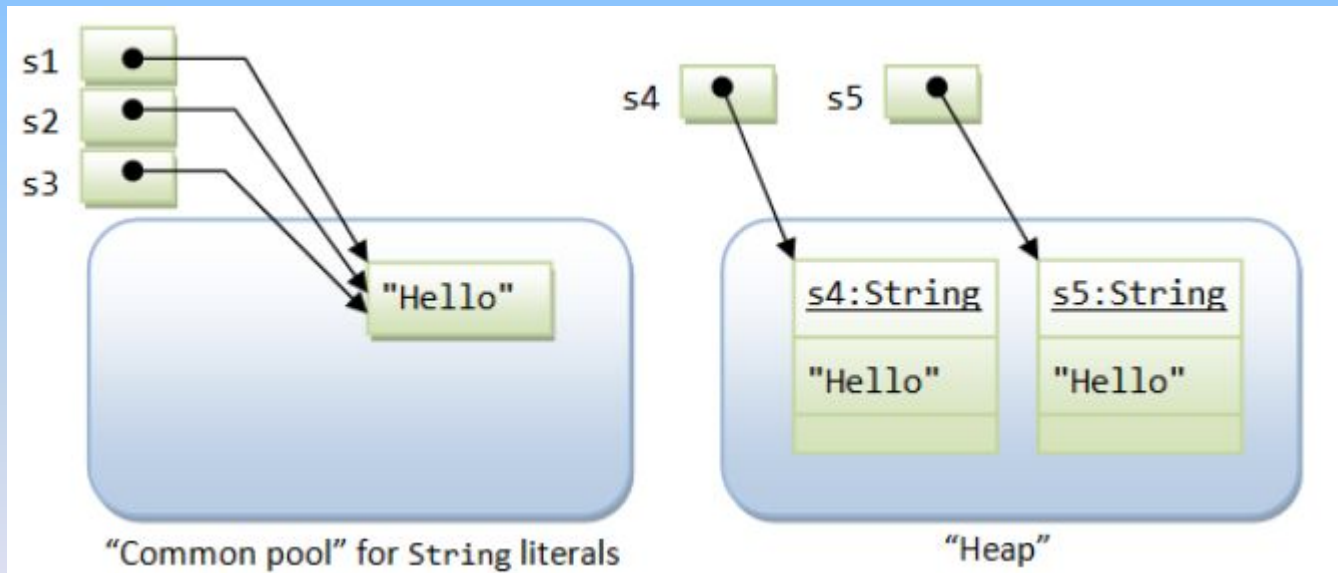 s1
s2
s3
"Hello"
“Common pool” for String literals
s4
s5
s4:String
"Hello"
s5:String
"Hello"
“Heap”